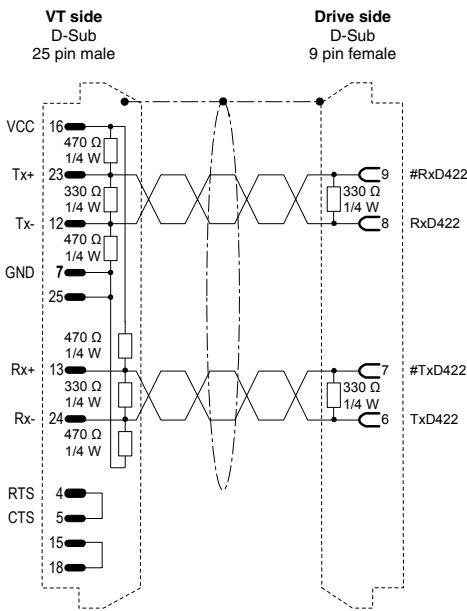 VT side
D-Sub
25 pin male
Drive side
D-Sub
9 pin female
VCC 16
470 Ω
1/4 W
Tx+ 23
330 Ω
1/4 W
Tx- 12
470 Ω
1/4 W
GND 7
25
9 #RxD422
330 Ω
1/4 W
8 RxD422
470 Ω
1/4 W
Rx+ 13
330 Ω
1/4 W
Rx- 24
470 Ω
1/4 W
7 #TxD422
330 Ω
1/4 W
6 TxD422
RTS 4
CTS 5
15
18